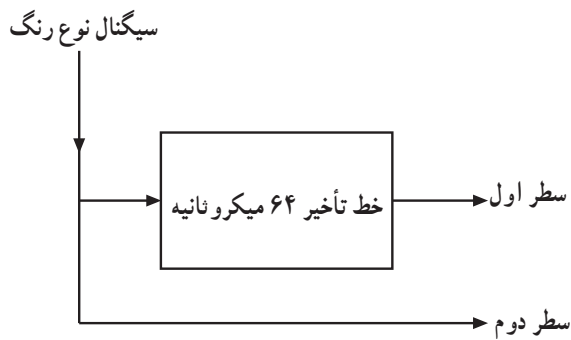 سیگنال نوع رنگ
خط تأخیر ۶۴ میکروثانیه
سطر اول
سطر دوم